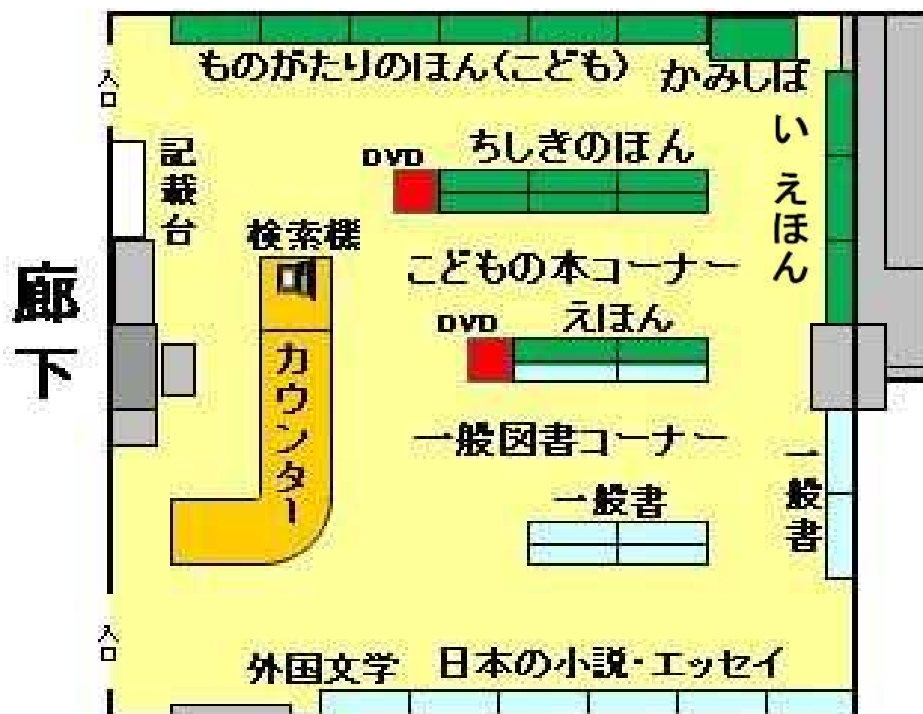 ものがたりのほん(こども)
かみしば
い
えほん
入口
記載台
DVD
ちしきのほん
検索機
こどもの本コーナー
廊下
DVD
えほん
カウンター
一般図書コーナー
一般書
一般書
入口
外国文学
日本の小説・エッセイ